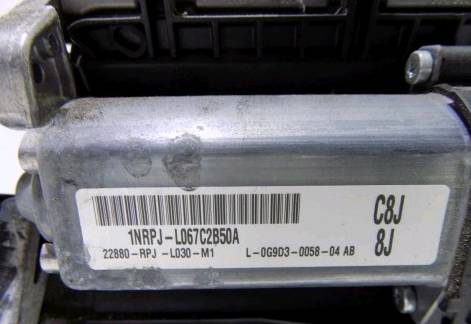 1NRPJ-L067C2B50A
C8J
8J
22880-RPJ -L030-M1 L-0G9D3-0058-04 AB